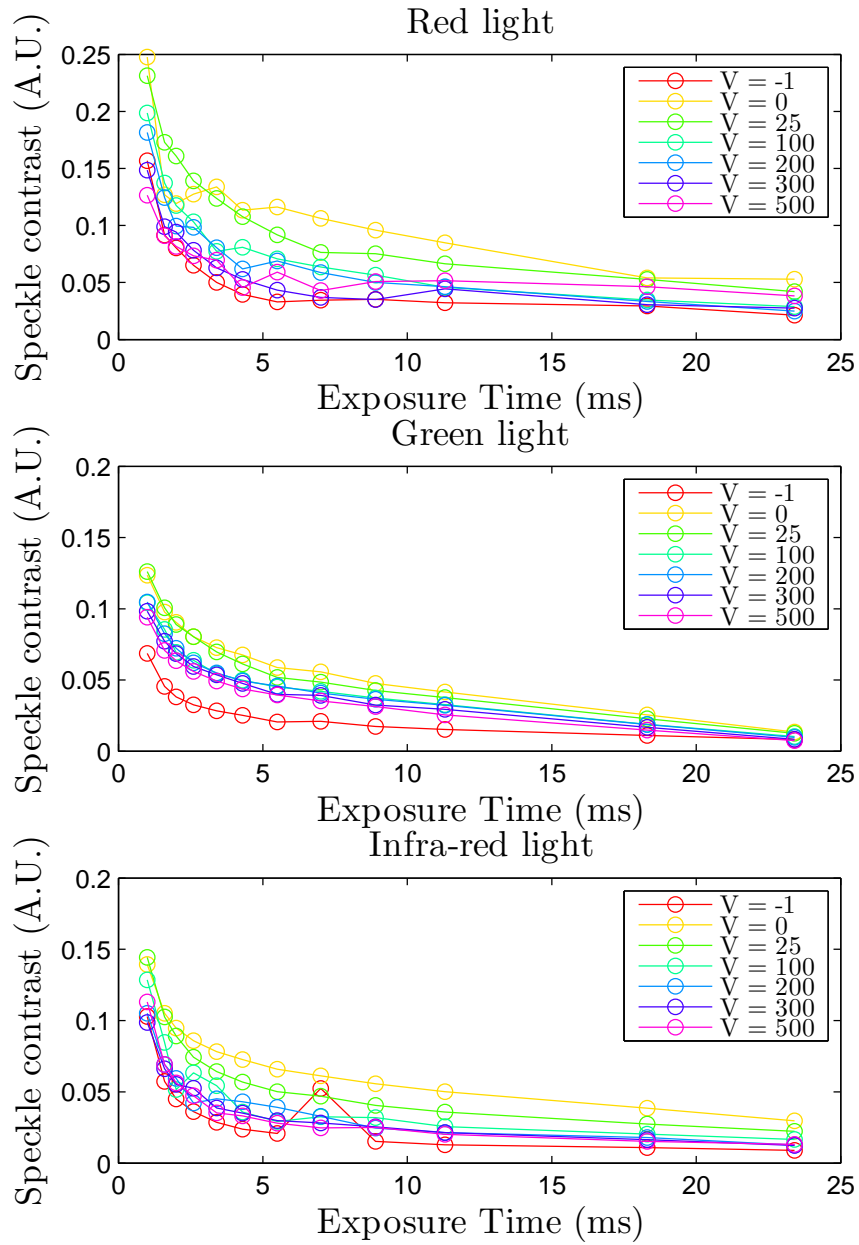 Red light
Speckle contrast (A.U.)
0.25
0.2
0.15
0.1
0.05
0
0 5 10 15 20 25
Exposure Time (ms)
V = -1
V = 0
V = 25
V = 100
V = 200
V = 300
V = 500
Green light
Speckle contrast (A.U.)
0.2
0.15
0.1
0.05
0
0 5 10 15 20 25
Exposure Time (ms)
V = -1
V = 0
V = 25
V = 100
V = 200
V = 300
V = 500
Infra-red light
Speckle contrast (A.U.)
0.2
0.15
0.1
0.05
0
0 5 10 15 20 25
Exposure Time (ms)
V = -1
V = 0
V = 25
V = 100
V = 200
V = 300
V = 500